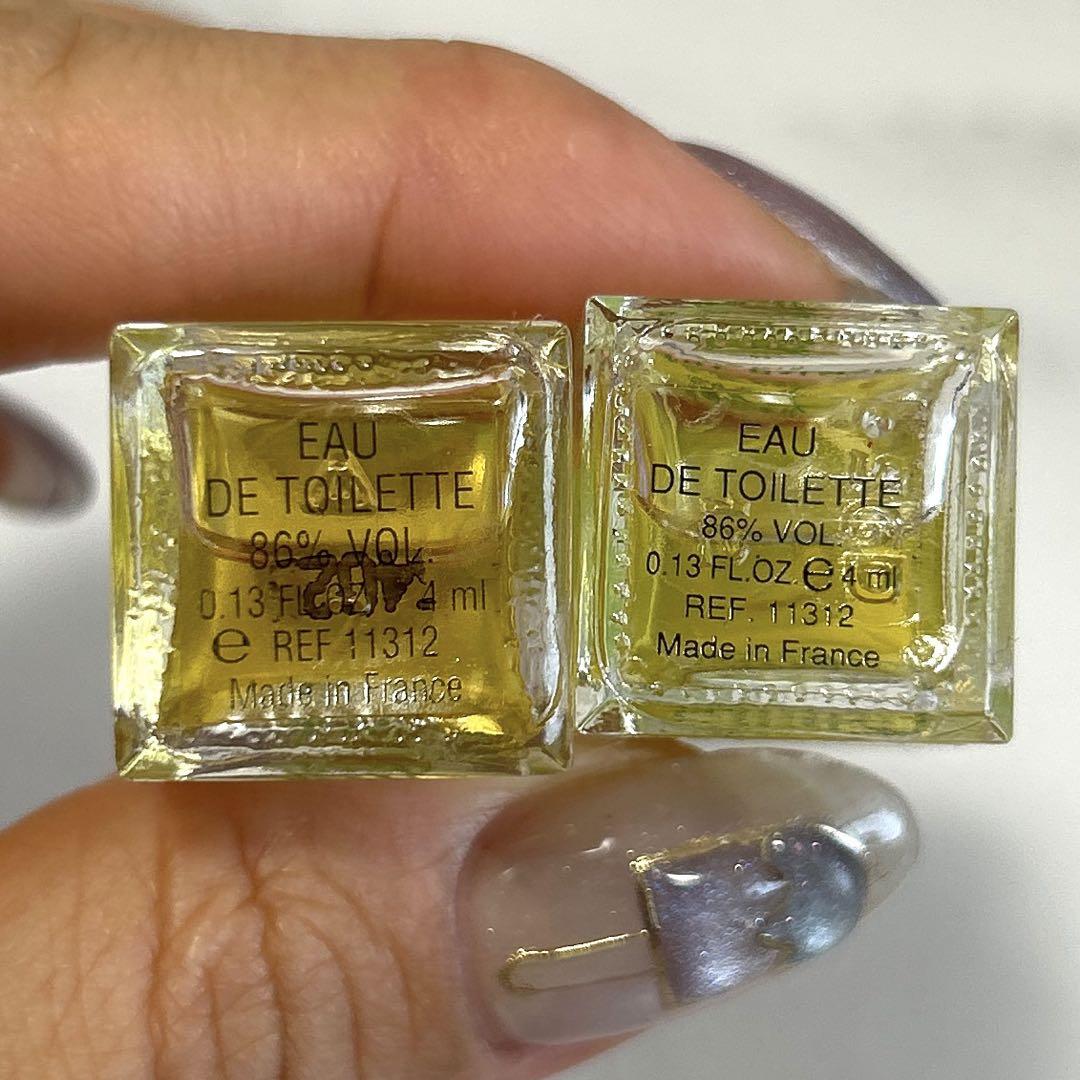 EAU
DE TOILETTE
86% VOL.
0.13 FL.OZ. 4 ml
e REF 11312
Made in France
EAU
DE TOILETTE
86% VOL.
0.13 FL.OZ. e 4 ml
REF. 11312
Made in France